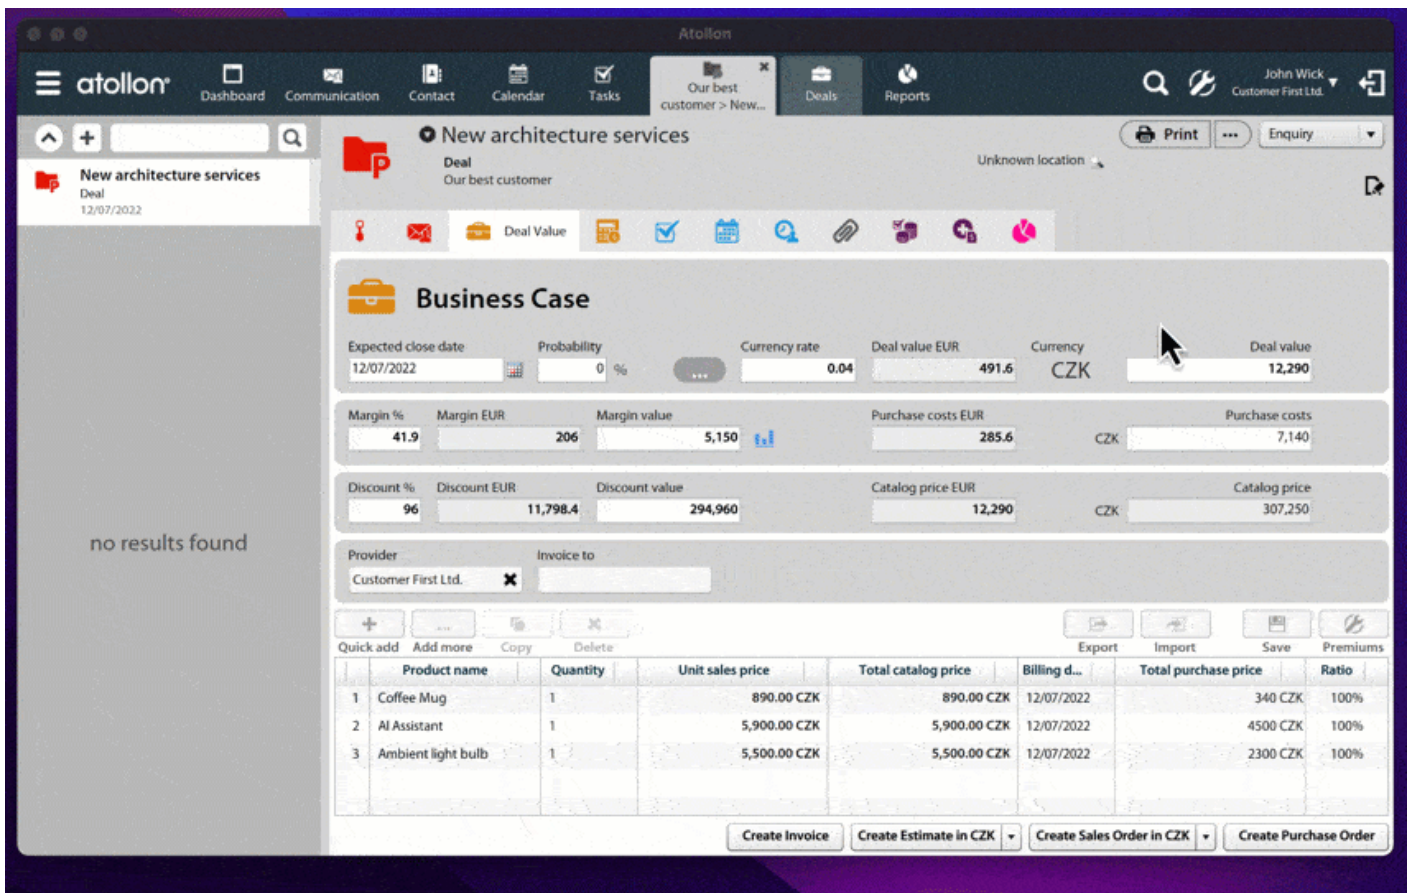 Atollon
atollon
Dashboard
Communication
Contact
Calendar
Tasks
Our best
customer > New...
Deals
Reports
John Wick
Customer First Ltd.
New architecture services
Deal
12/07/2022
no results found
New architecture services
Deal
Our best customer
Unknown location
Print
...
Enquiry
Deal Value
Business Case
Expected close date
Probability
Currency rate
Deal value EUR
Currency
Deal value
12/07/2022
0 %
...
0.04
491.6
CZK
12,290
Margin %
Margin EUR
Margin value
Purchase costs EUR
Purchase costs
41.9
206
5,150
285.6
CZK
7,140
Discount %
Discount EUR
Discount value
Catalog price EUR
Catalog price
96
11,798.4
294,960
12,290
CZK
307,250
Provider
Invoice to
Customer First Ltd.
Quick add
Add more
Copy
Delete
Export
Import
Save
Premiums
Product name Quantity Unit sales price Total catalog price Billing d... Total purchase price Ratio
1 Coffee Mug 1 890.00 CZK 890.00 CZK 12/07/2022 340 CZK 100%
2 AI Assistant 1 5,900.00 CZK 5,900.00 CZK 12/07/2022 4500 CZK 100%
3 Ambient light bulb 1 5,500.00 CZK 5,500.00 CZK 12/07/2022 2300 CZK 100%
Create Invoice
Create Estimate in CZK
Create Sales Order in CZK
Create Purchase Order